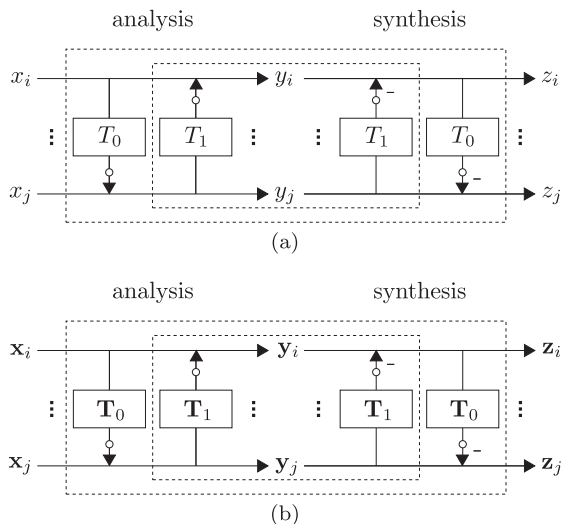 analysis synthesis
x_i y_i z_i
- 
⋮ T_0 T_1 ⋮ ⋮ T_1 T_0 ⋮
-
x_j y_j z_j
(a)
analysis synthesis
𝐱_i 𝐲_i 𝐳_i
-
⋮ 𝐓_0 𝐓_1 ⋮ ⋮ 𝐓_1 𝐓_0 ⋮
-
𝐱_j 𝐲_j 𝐳_j
(b)